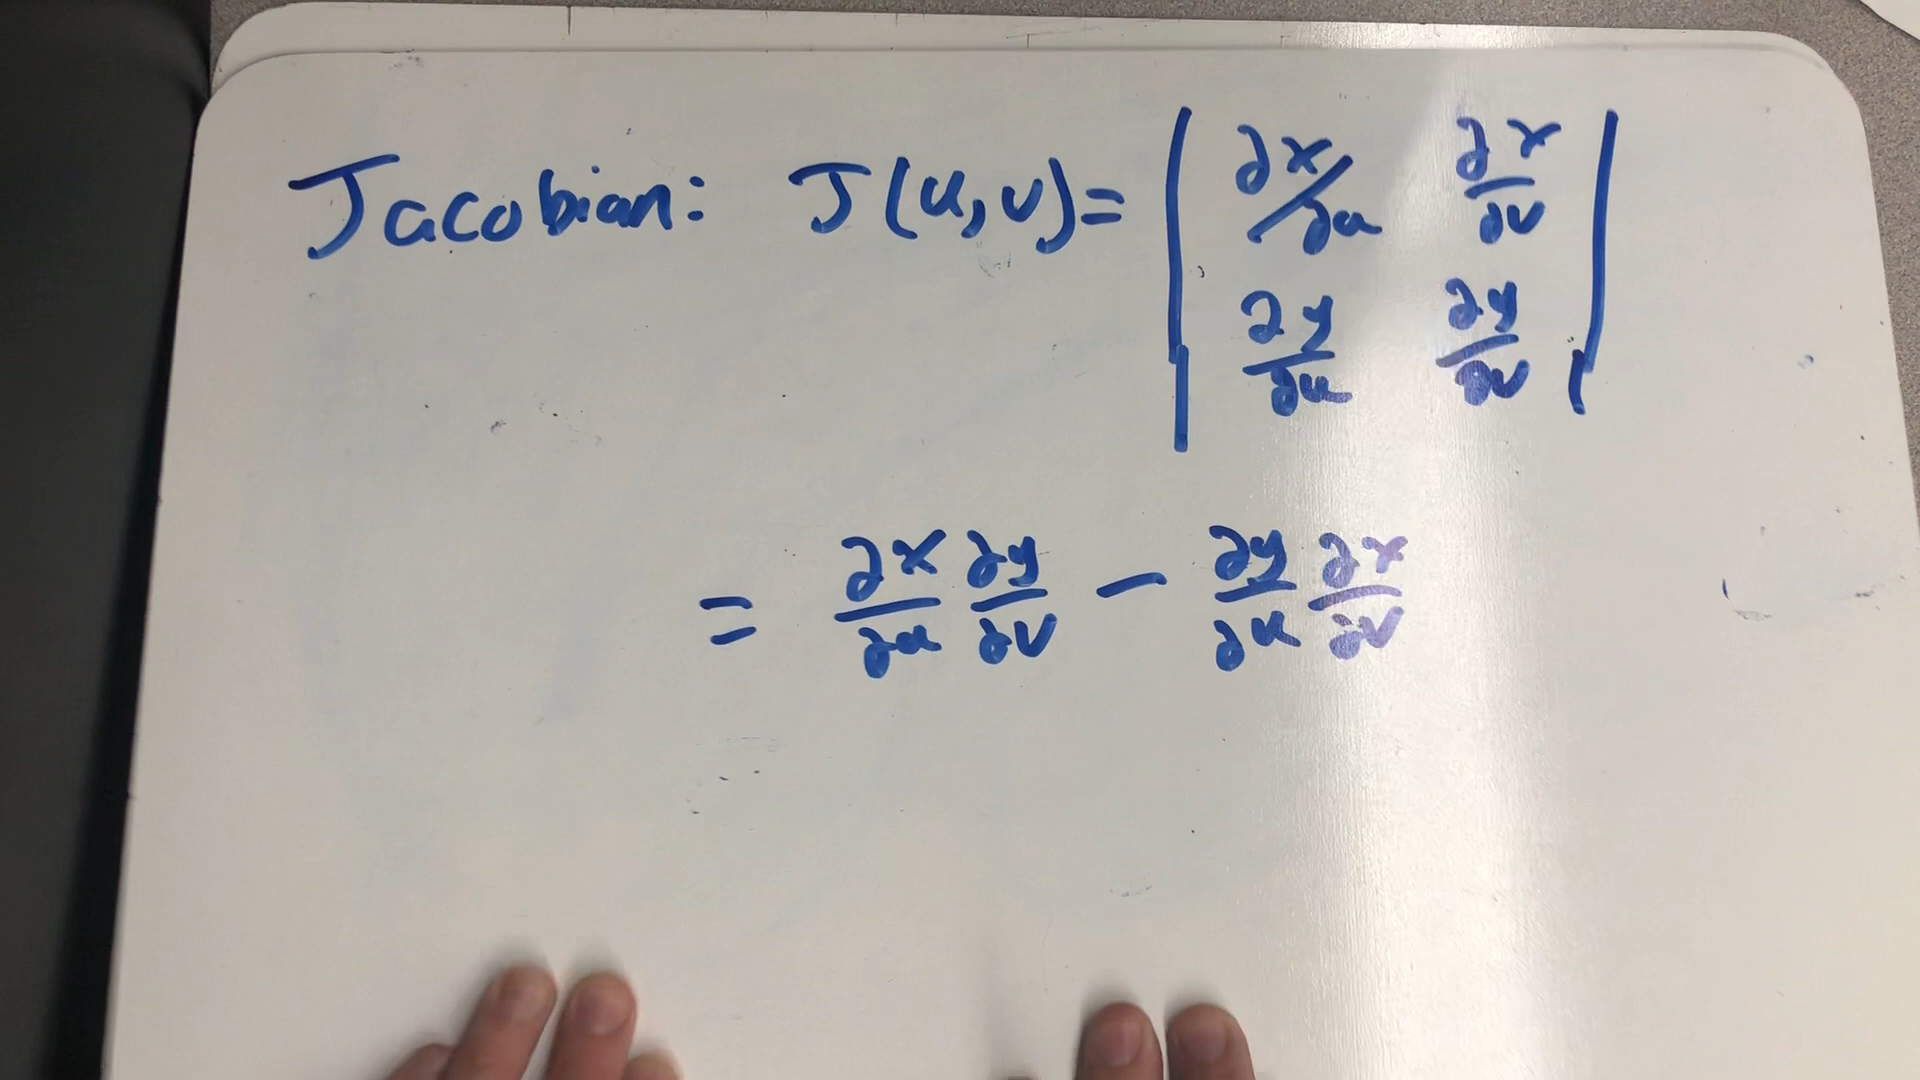 Jacobian: J(u,v)= | ∂x/∂u ∂x/∂v |
| ∂y/∂u ∂y/∂v |
= ∂x/∂u ∂y/∂v − ∂y/∂u ∂x/∂v